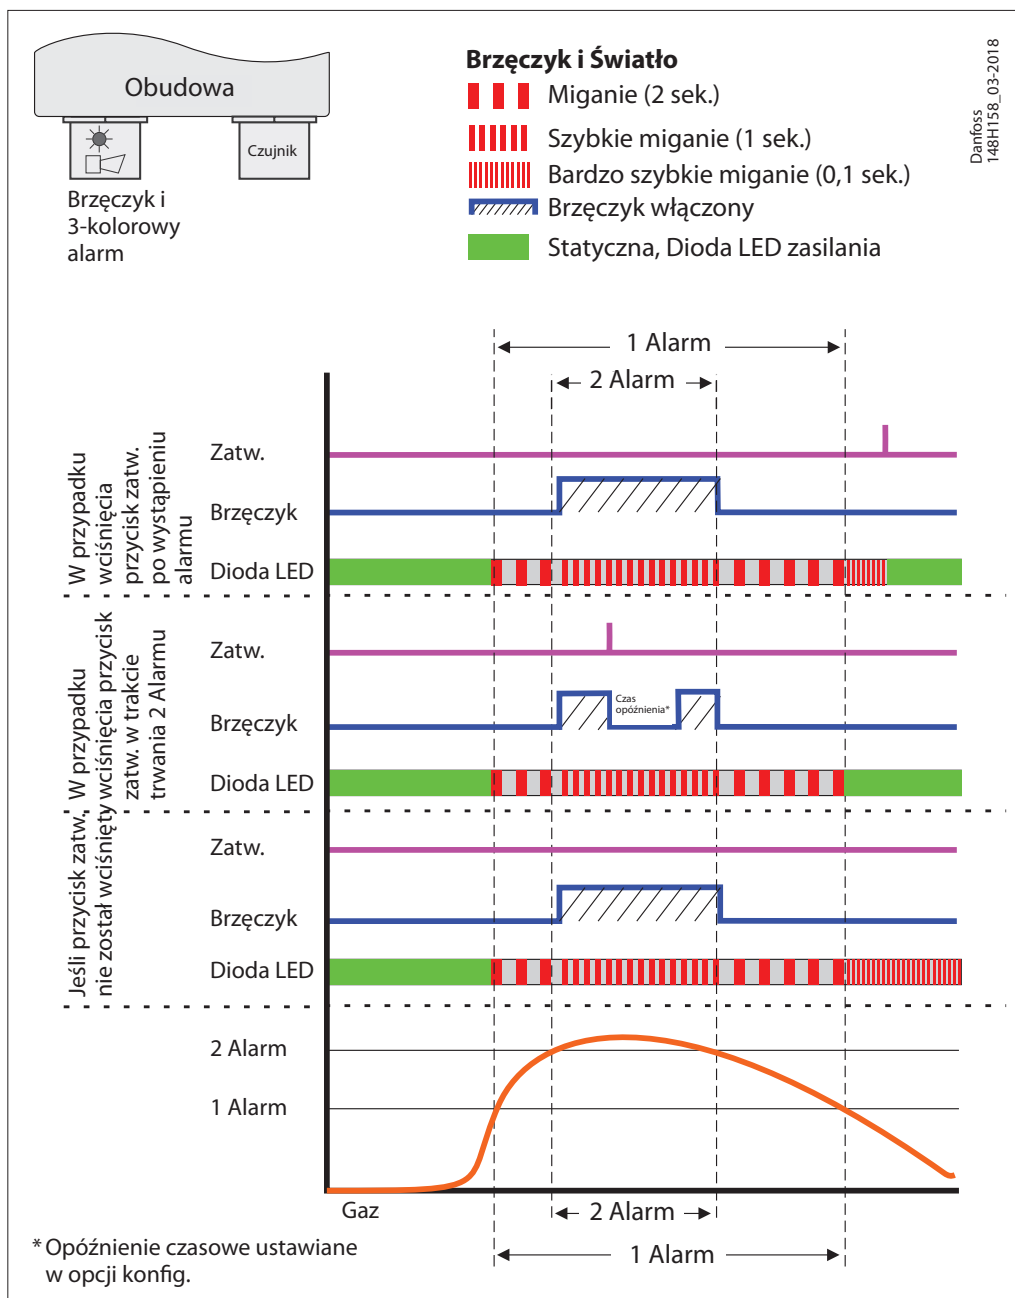 Obudowa
Czujnik
Brzęczyk i
3-kolorowy
alarm
Brzęczyk i Światło
Miganie (2 sek.)
Szybkie miganie (1 sek.)
Bardzo szybkie miganie (0,1 sek.)
Brzęczyk włączony
Statyczna, Dioda LED zasilania
Danfoss
148H158_03-2018
1 Alarm
2 Alarm
W przypadku
wciśnięcia
przycisk zatw.
po wystąpieniu
alarmu
Zatw.
Brzęczyk
Dioda LED
W przypadku
wciśnięcia przycisk
zatw. w trakcie
trwania 2 Alarmu
Zatw.
Brzęczyk
Czas
opóźnienia*
Dioda LED
Jeśli przycisk zatw.
nie został wciśnięty
Zatw.
Brzęczyk
Dioda LED
2 Alarm
1 Alarm
Gaz
2 Alarm
1 Alarm
* Opóźnienie czasowe ustawiane
w opcji konfig.